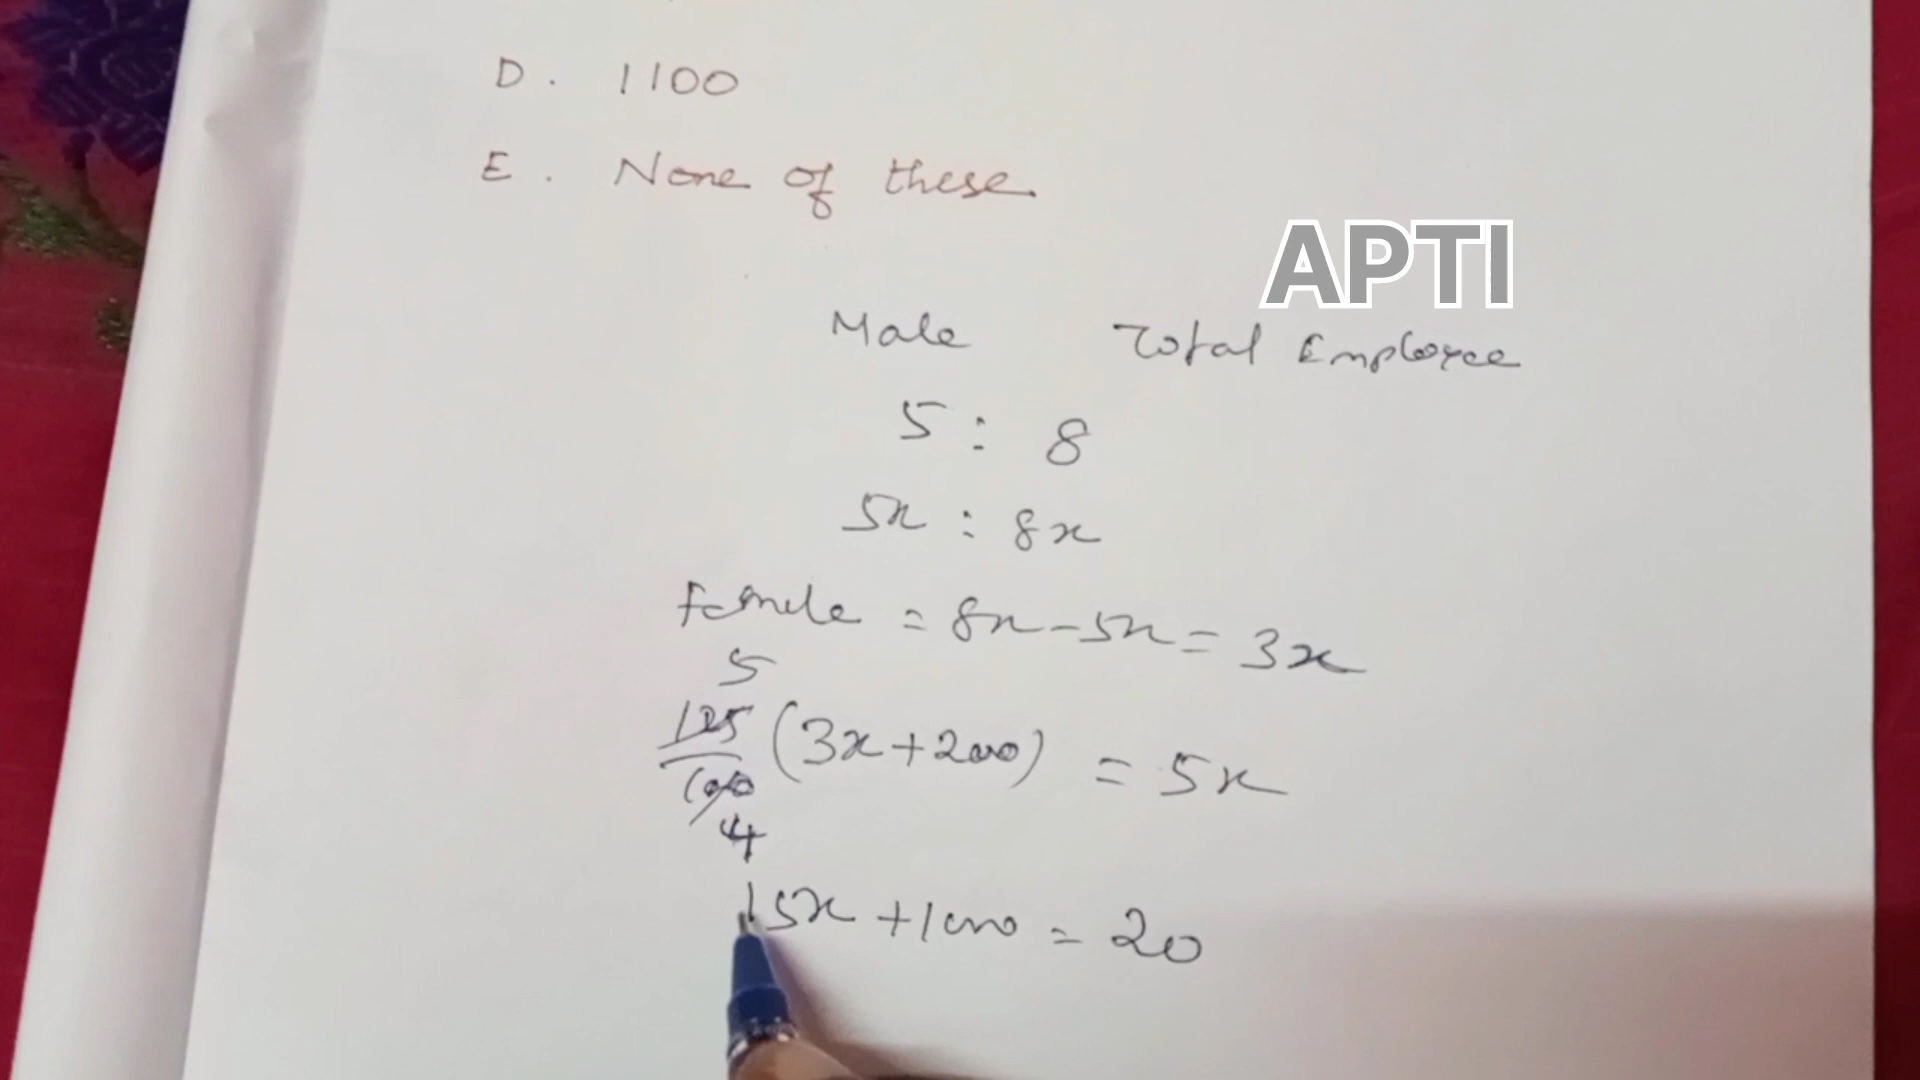 D. 1100
E. None of these
APTI
Male Total Employee
5 : 8
5x : 8x
Female = 8x - 5x = 3x
5
125/100 (3x + 200) = 5x
4
15x + 1000 = 20